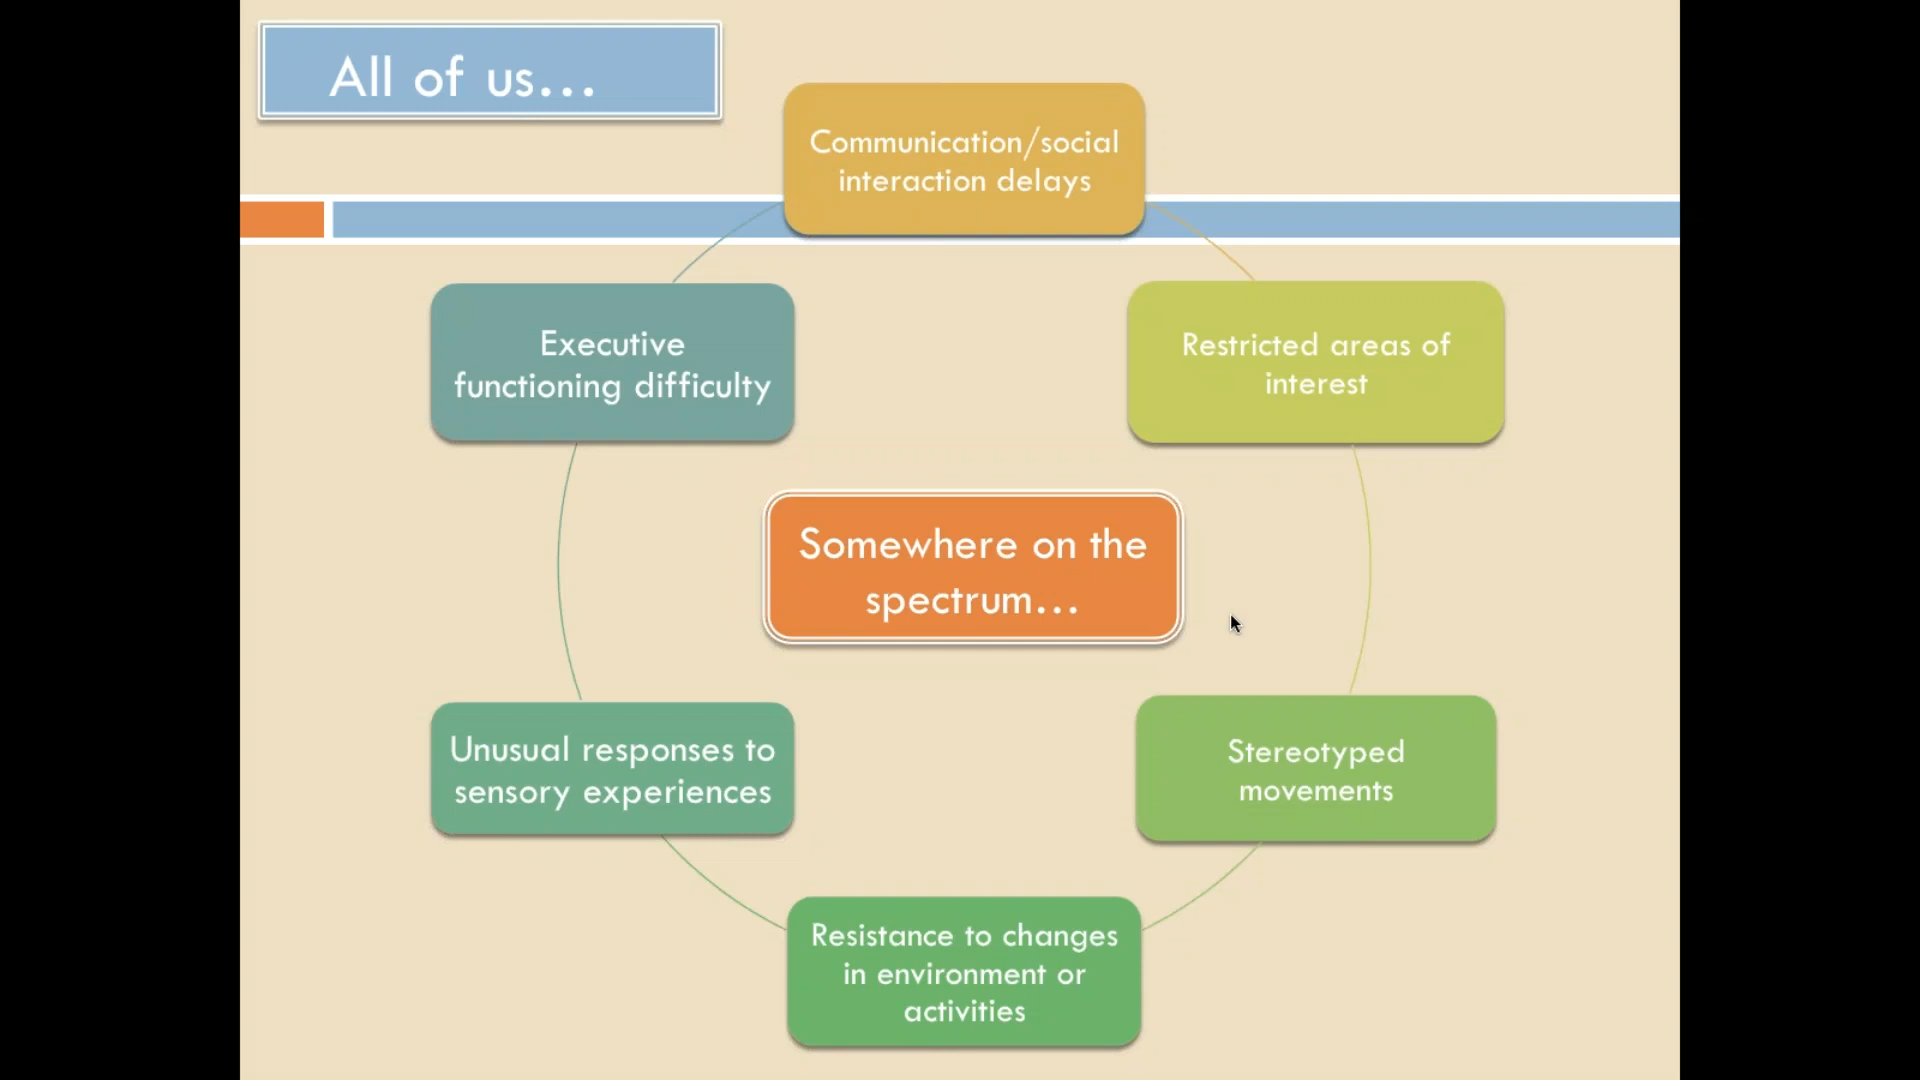 All of us...
Communication/social
interaction delays
Executive
functioning difficulty
Restricted areas of
interest
Somewhere on the
spectrum...
Unusual responses to
sensory experiences
Stereotyped
movements
Resistance to changes
in environment or
activities